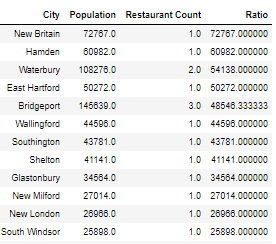 City Population Restaurant Count Ratio
New Britain 72767.0 1.0 72767.000000
Hamden 60982.0 1.0 60982.000000
Waterbury 108276.0 2.0 54138.000000
East Hartford 50272.0 1.0 50272.000000
Bridgeport 145639.0 3.0 48546.333333
Wallingford 44596.0 1.0 44596.000000
Southington 43781.0 1.0 43781.000000
Shelton 41141.0 1.0 41141.000000
Glastonbury 34564.0 1.0 34564.000000
New Milford 27014.0 1.0 27014.000000
New London 26966.0 1.0 26966.000000
South Windsor 25898.0 1.0 25898.000000